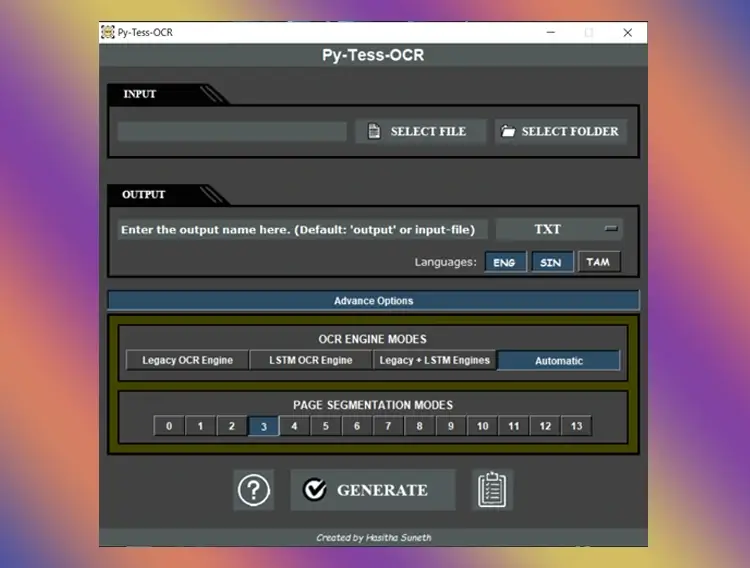 Py-Tess-OCR
Py-Tess-OCR
INPUT
SELECT FILE
SELECT FOLDER
OUTPUT
Enter the output name here. (Default: 'output' or input-file)
TXT
Languages:
ENG
SIN
TAM
Advance Options
OCR ENGINE MODES
Legacy OCR Engine
LSTM OCR Engine
Legacy + LSTM Engines
Automatic
PAGE SEGMENTATION MODES
0 1 2 3 4 5 6 7 8 9 10 11 12 13
?
GENERATE
Created by Hasitha Suneth